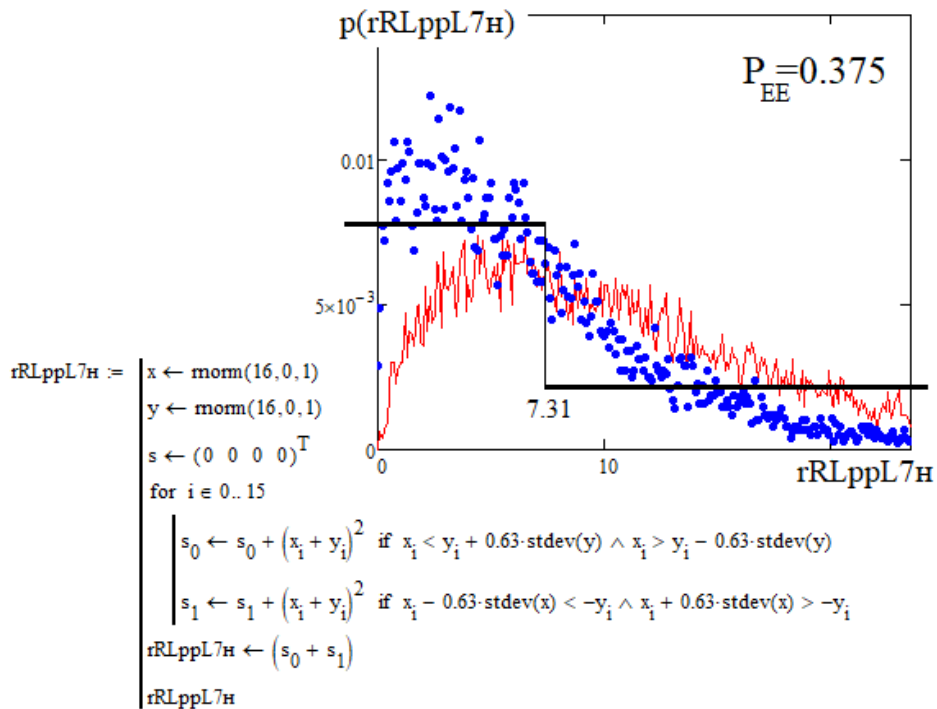 p(rRLppL7н)
P_EE=0.375
0.01
5×10⁻³
0
7.31
0
10
rRLppL7н
rRLppL7н :=
x ← rnorm(16,0,1)
y ← rnorm(16,0,1)
s ← (0 0 0 0)ᵀ
for i ∈ 0..15
s₀ ← s₀ + (xᵢ + yᵢ)² if xᵢ < yᵢ + 0.63·stdev(y) ∧ xᵢ > yᵢ − 0.63·stdev(y)
s₁ ← s₁ + (xᵢ + yᵢ)² if xᵢ − 0.63·stdev(x) < −yᵢ ∧ xᵢ + 0.63·stdev(x) > −yᵢ
rRLppL7н ← (s₀ + s₁)
rRLppL7н